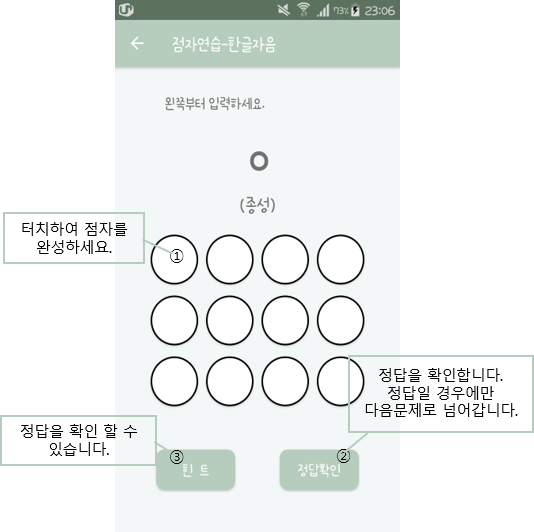 73% 23:06
← 점자연습-한글자음
왼쪽부터 입력하세요.
ㅇ
(종성)
터치하여 점자를
완성하세요.
①
정답을 확인합니다.
정답일 경우에만
다음문제로 넘어갑니다.
정답을 확인 할 수
있습니다.
③
힌 트
②
정답확인